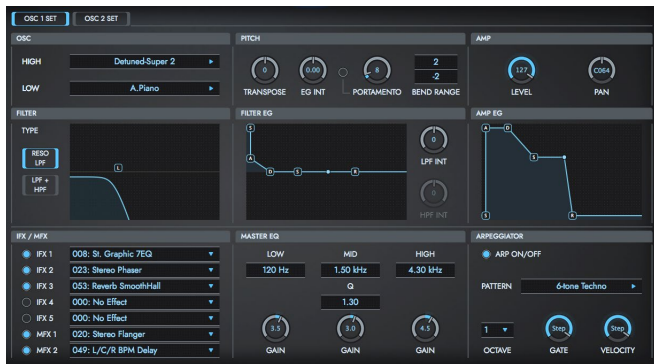 OSC 1 SET
OSC 2 SET
OSC
HIGH
Detuned-Super 2
LOW
A.Piano
PITCH
0
0.00
8
2
-2
TRANSPOSE
EG INT
PORTAMENTO
BEND RANGE
AMP
127
C064
LEVEL
PAN
FILTER
TYPE
RESO
LPF
LPF +
HPF
L
FILTER EG
S
A
D
S
R
0
LPF INT
0
HPF INT
AMP EG
A
D
S
S
R
IFX / MFX
IFX 1
008: St. Graphic 7EQ
IFX 2
023: Stereo Phaser
IFX 3
053: Reverb SmoothHall
IFX 4
000: No Effect
IFX 5
000: No Effect
MFX 1
020: Stereo Flanger
MFX 2
049: L/C/R BPM Delay
MASTER EQ
LOW
MID
HIGH
120 Hz
1.50 kHz
4.30 kHz
Q
1.30
3.5
3.0
4.5
GAIN
GAIN
GAIN
ARPEGGIATOR
ARP ON/OFF
PATTERN
6-tone Techno
1
Step
Step
OCTAVE
GATE
VELOCITY